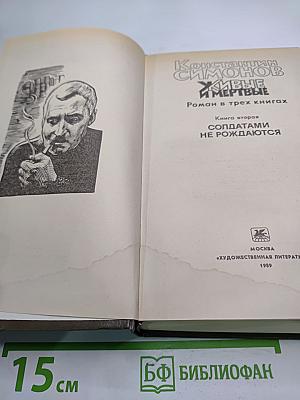 Константин
СИМОНОВ
ЖИВЫЕ
И МЕРТВЫЕ
Роман в трех книгах
Книга вторая
СОЛДАТАМИ
НЕ РОЖДАЮТСЯ
МОСКВА
«ХУДОЖЕСТВЕННАЯ ЛИТЕРАТ
1989
15 см
БФ БИБЛИОФАН